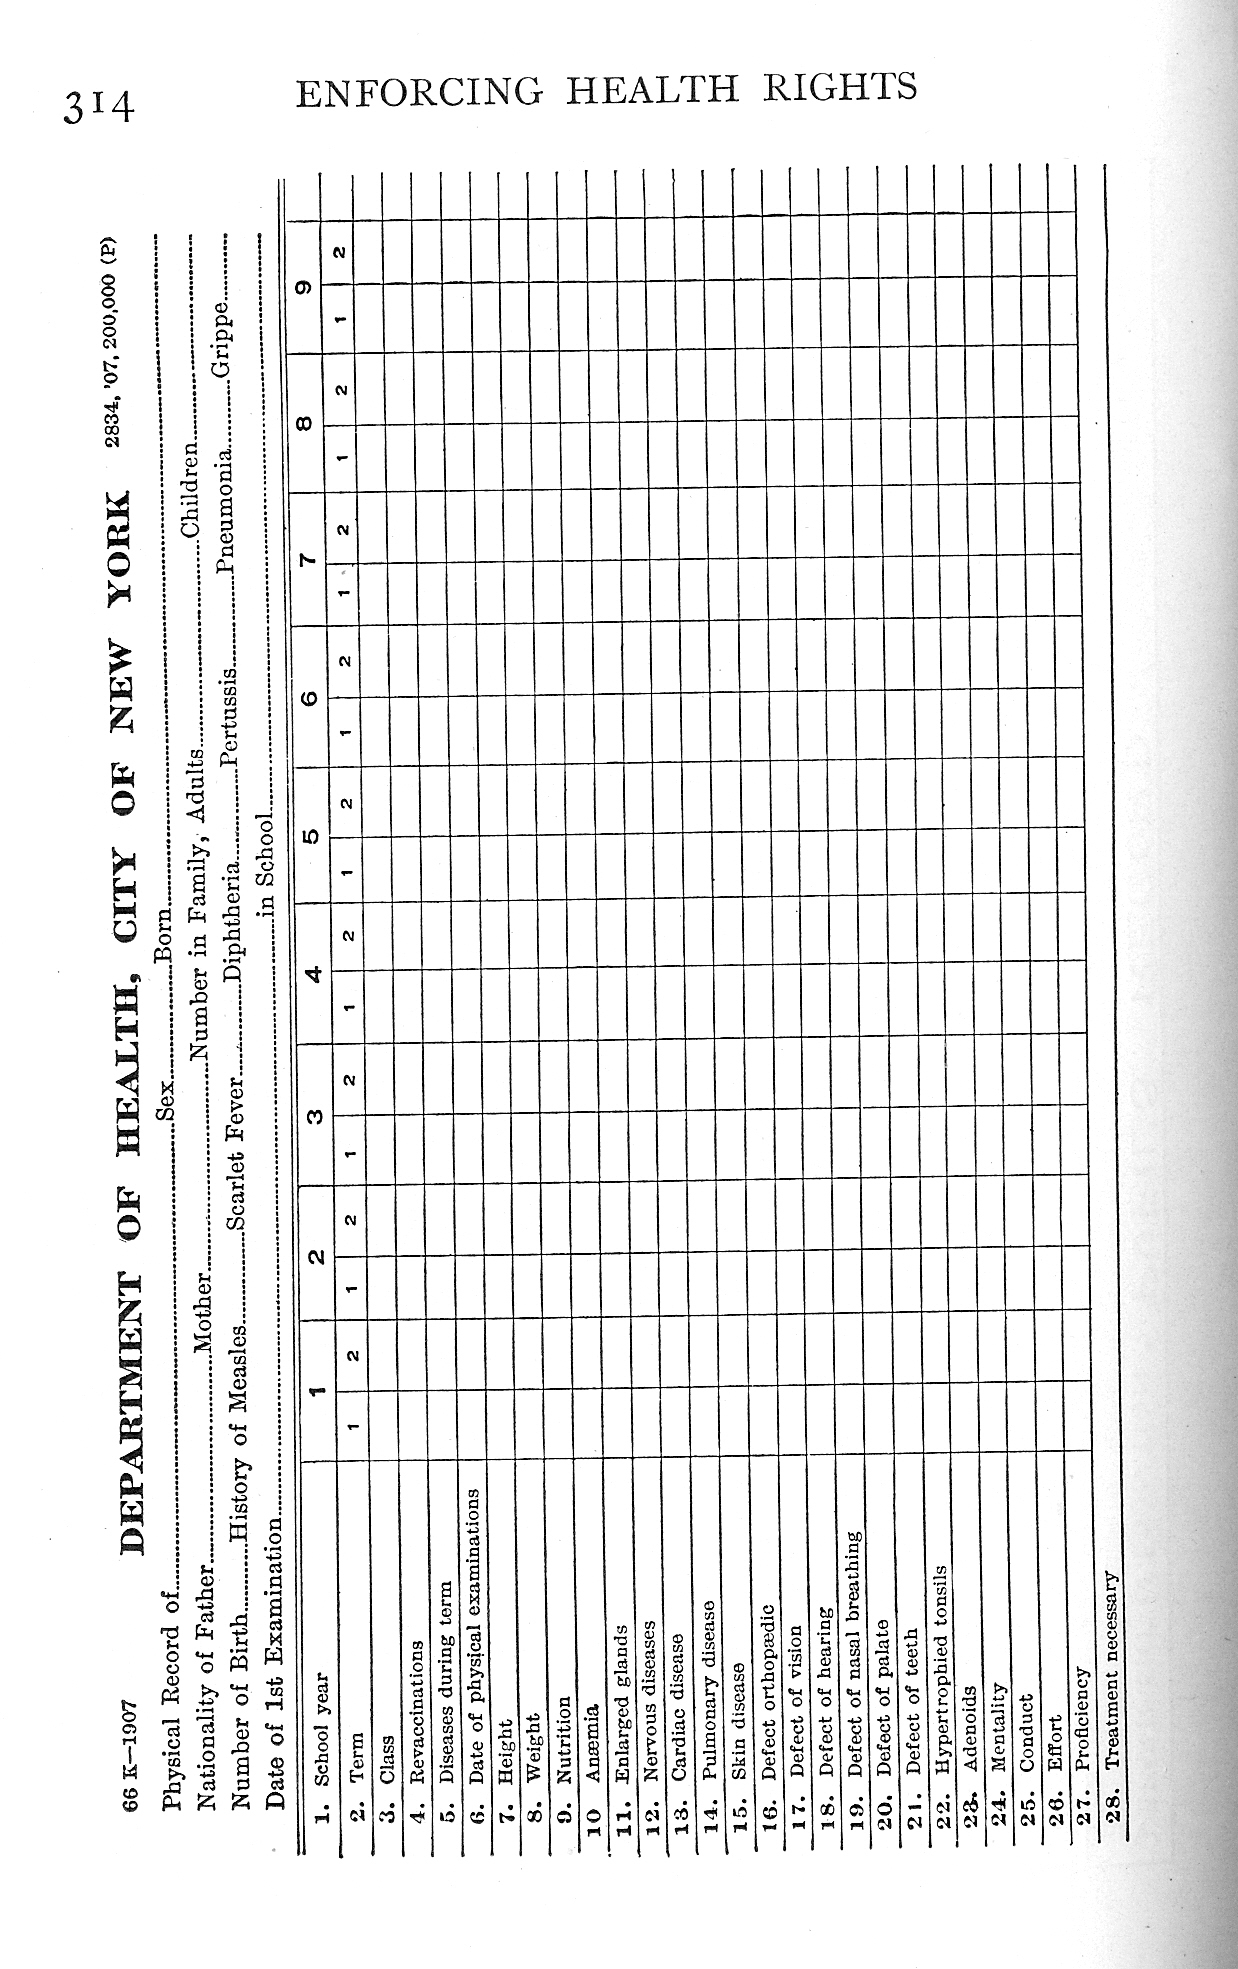 314
ENFORCING HEALTH RIGHTS
66 K—1907 DEPARTMENT OF HEALTH, CITY OF NEW YORK 2834, '07, 200,000 (P)
Physical Record of Sex Born
Nationality of Father Mother Number in Family, Adults Children
Number of Birth History of Measles Scarlet Fever Diphtheria Pertussis Pneumonia Grippe
Date of 1st Examination in School
1. School year 1 2 3 4 5 6 7 8 9
2. Term 1 2 1 2 1 2 1 2 1 2 1 2 1 2 1 2 1 2
3. Class
4. Revaccinations
5. Diseases during term
6. Date of physical examinations
7. Height
8. Weight
9. Nutrition
10 Anæmia
11. Enlarged glands
12. Nervous diseases
13. Cardiac disease
14. Pulmonary disease
15. Skin disease
16. Defect orthopædic
17. Defect of vision
18. Defect of hearing
19. Defect of nasal breathing
20. Defect of palate
21. Defect of teeth
22. Hypertrophied tonsils
23. Adenoids
24. Mentality
25. Conduct
26. Effort
27. Proficiency
28. Treatment necessary